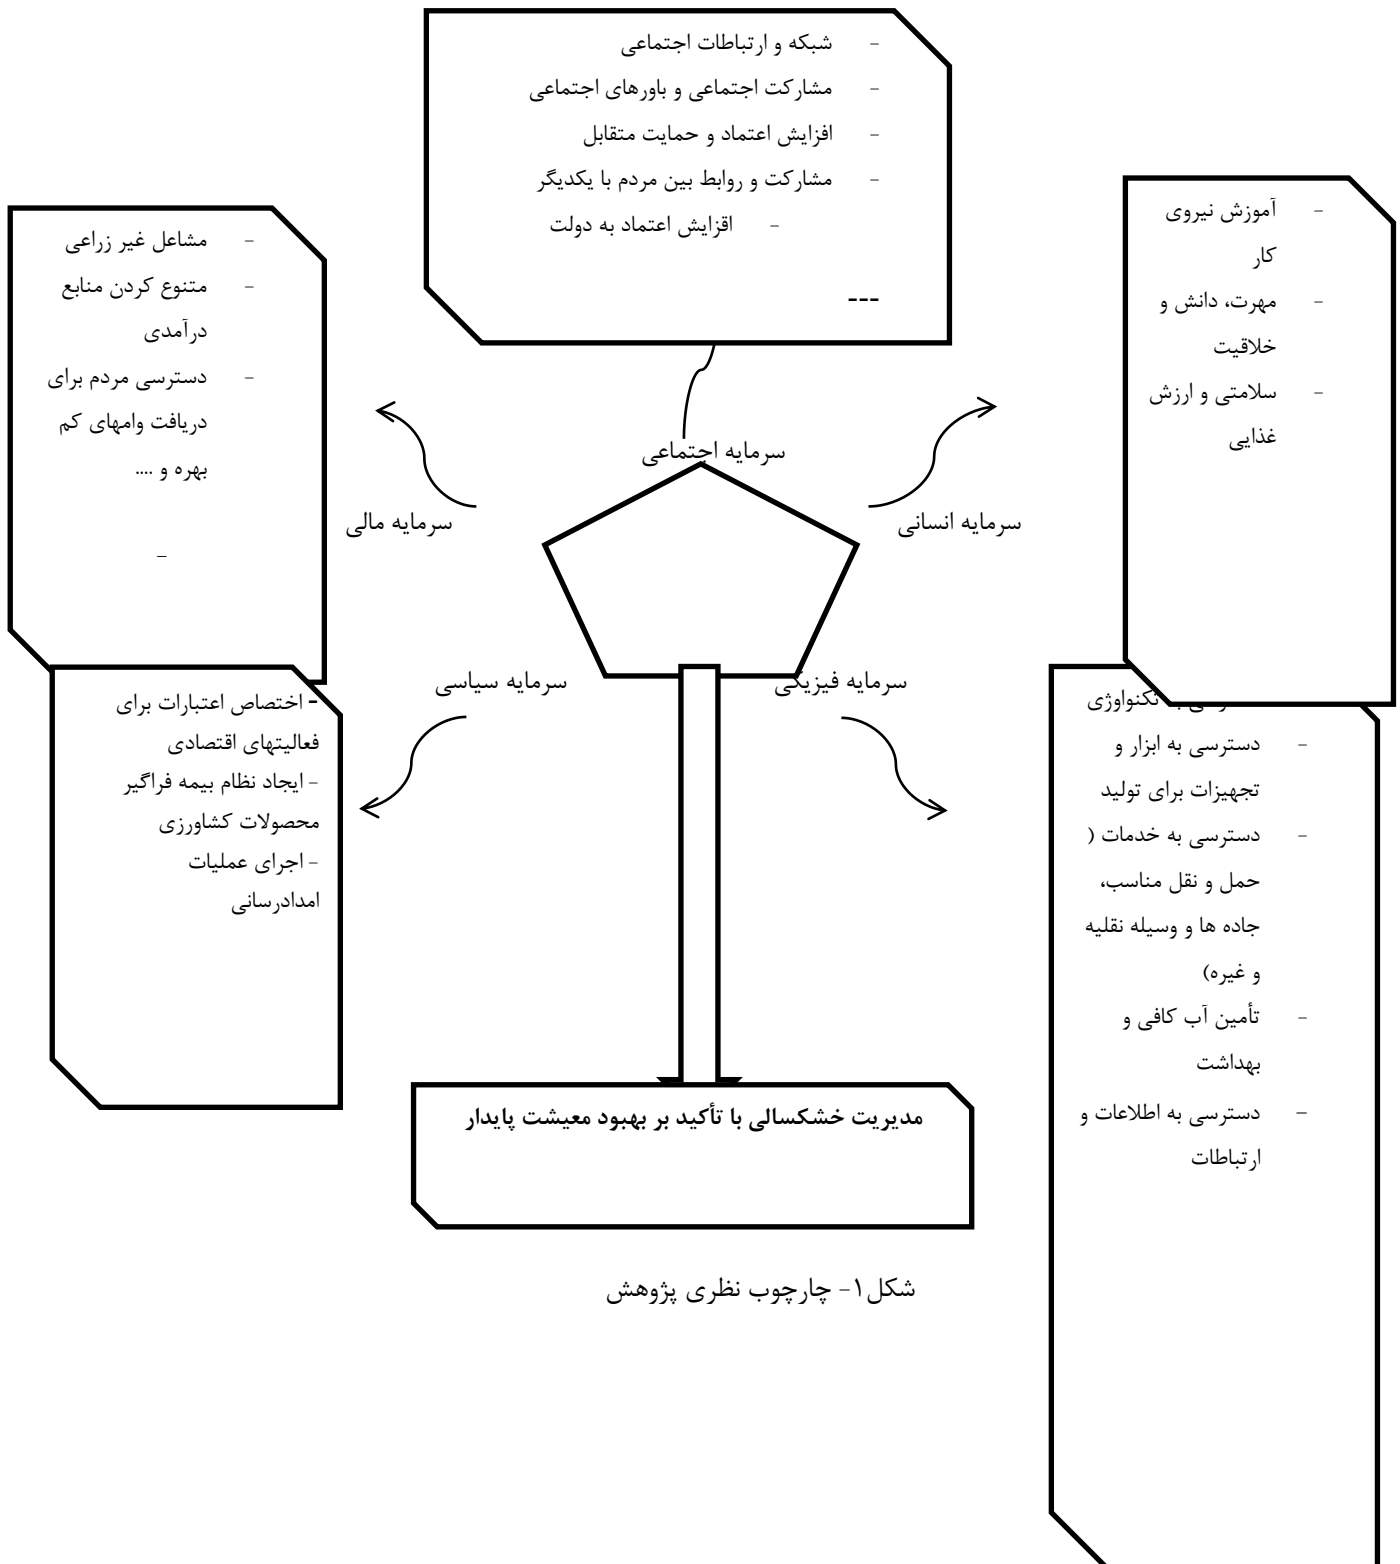 - شبکه و ارتباطات اجتماعی
- مشارکت اجتماعی و باورهای اجتماعی
- افزایش اعتماد و حمایت متقابل
- مشارکت و روابط بین مردم با یکدیگر
- اقزایش اعتماد به دولت
---
- آموزش نیروی
کار
- مهرت، دانش و
خلاقیت
- سلامتی و ارزش
غذایی
- مشاعل غیر زراعی
- متنوع کردن منابع
درآمدی
- دسترسی مردم برای
دریافت وامهای کم
بهره و ....
-
سرمایه اجتماعی
سرمایه انسانی
سرمایه مالی
سرمایه فیزیکی
سرمایه سیاسی
تکنواوژی
- دسترسی به ابزار و
تجهیزات برای تولید
- دسترسی به خدمات (
حمل و نقل مناسب،
جاده ها و وسیله نقلیه
و غیره)
- تأمین آب کافی و
بهداشت
- دسترسی به اطلاعات و
ارتباطات
- اختصاص اعتبارات برای
فعالیتهای اقتصادی
- ایجاد نظام بیمه فراگیر
محصولات کشاورزی
- اجرای عملیات
امدادرسانی
مدیریت خشکسالی با تأکید بر بهبود معیشت پایدار
شکل۱- چارچوب نظری پژوهش